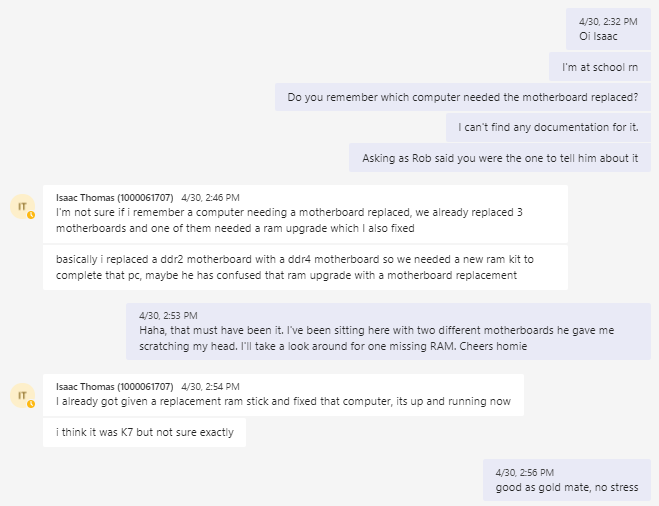 4/30, 2:32 PM
Oi Isaac
I'm at school rn
Do you remember which computer needed the motherboard replaced?
I can't find any documentation for it.
Asking as Rob said you were the one to tell him about it
IT
Isaac Thomas (1000061707) 4/30, 2:46 PM
I'm not sure if i remember a computer needing a motherboard replaced, we already replaced 3
motherboards and one of them needed a ram upgrade which I also fixed
basically i replaced a ddr2 motherboard with a ddr4 motherboard so we needed a new ram kit to
complete that pc, maybe he has confused that ram upgrade with a motherboard replacement
4/30, 2:53 PM
Haha, that must have been it. I've been sitting here with two different motherboards he gave me
scratching my head. I'll take a look around for one missing RAM. Cheers homie
IT
Isaac Thomas (1000061707) 4/30, 2:54 PM
I already got given a replacement ram stick and fixed that computer, its up and running now
i think it was K7 but not sure exactly
4/30, 2:56 PM
good as gold mate, no stress